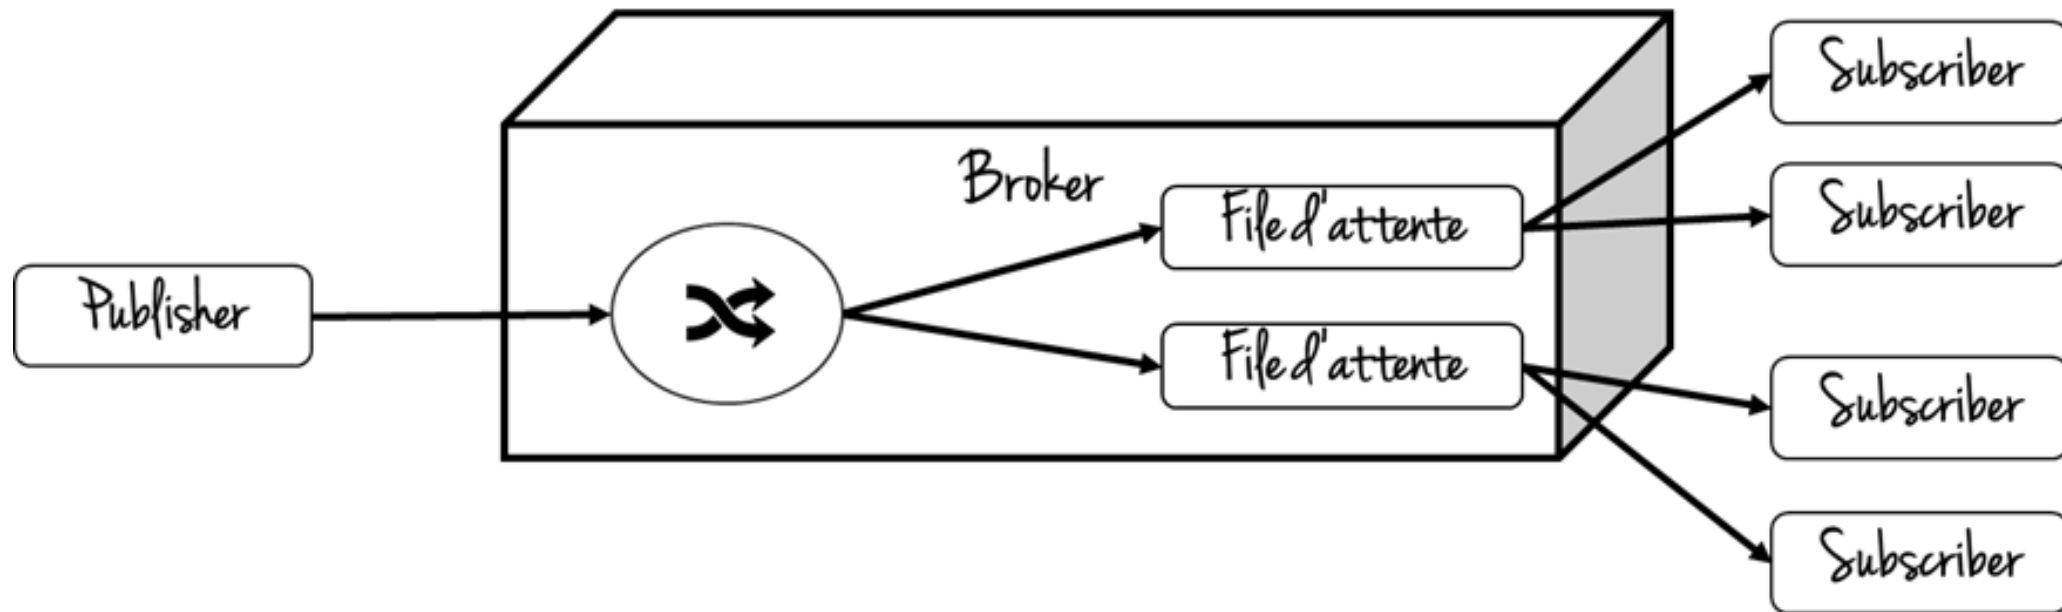 Subscriber
Broker
Subscriber
File d'attente
Publisher
File d'attente
Subscriber
Subscriber